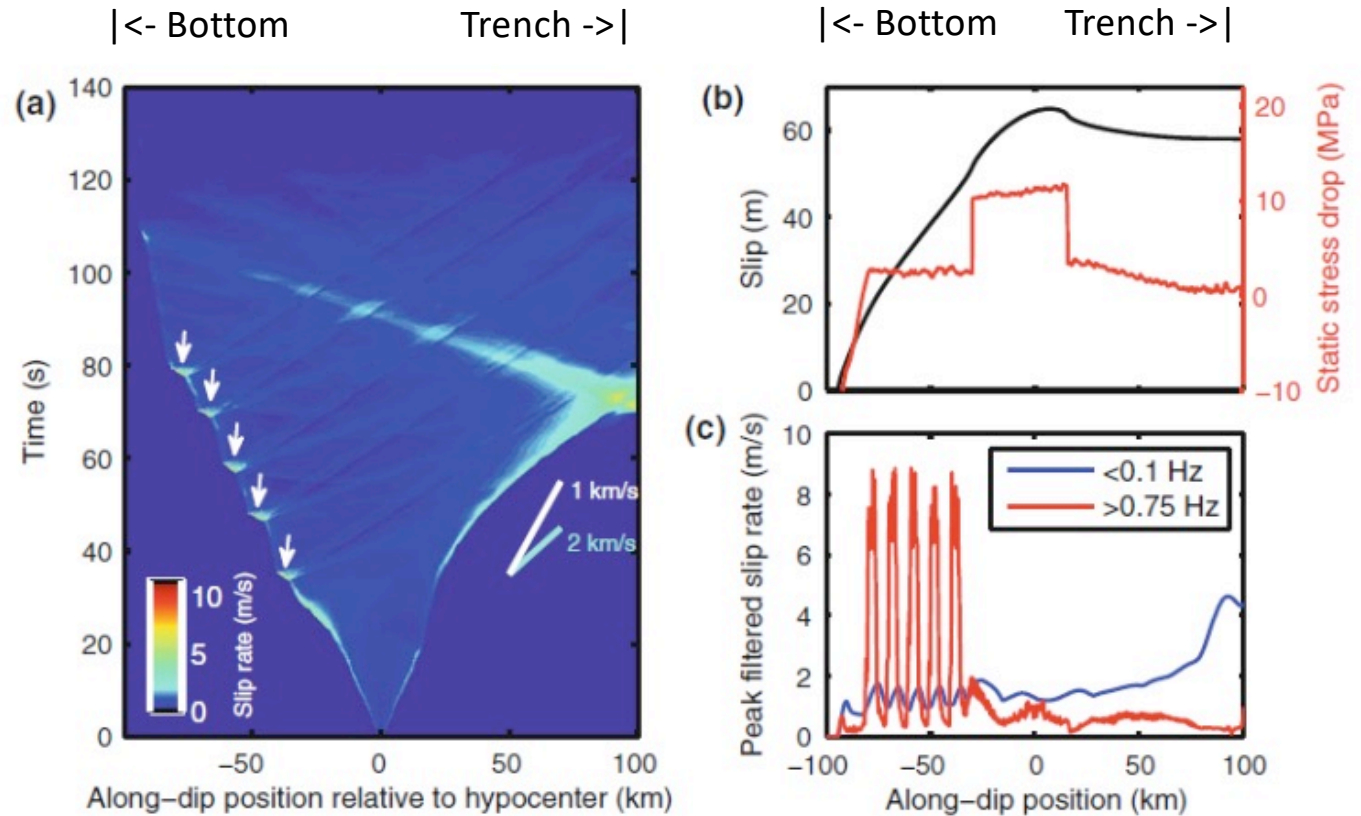 |<- Bottom Trench ->|
|<- Bottom Trench ->|
(a)
140
120
100
80
60
40
20
0
Time (s)
1 km/s
2 km/s
10
5
0
Slip rate (m/s)
−50 0 50 100
Along−dip position relative to hypocenter (km)
(b)
60
40
20
0
Slip (m)
20
10
0
−10
Static stress drop (MPa)
(c)
10
8
6
4
2
0
Peak filtered slip rate (m/s)
<0.1 Hz
>0.75 Hz
−100 −50 0 50 100
Along−dip position (km)